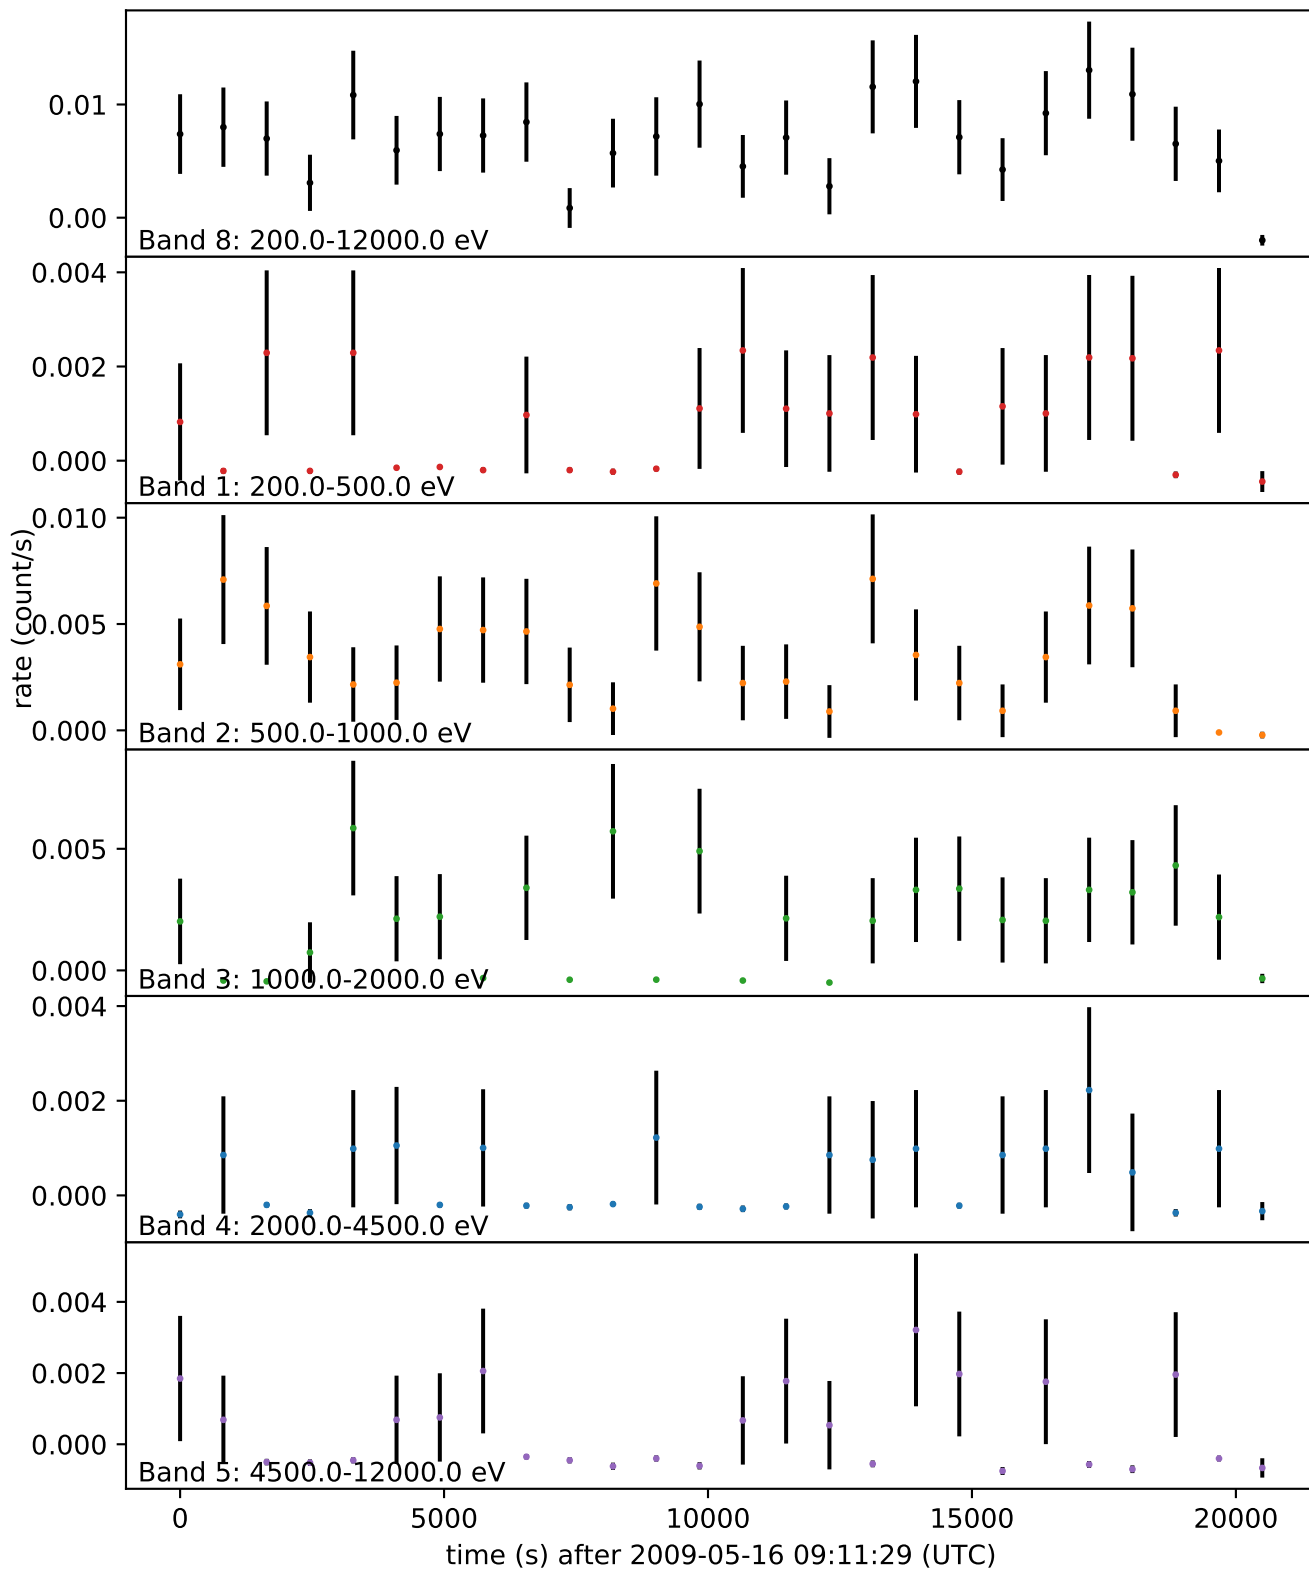 0.01
0.00
Band 8: 200.0-12000.0 eV
0.004
0.002
0.000
Band 1: 200.0-500.0 eV
0.010
0.005
0.000
Band 2: 500.0-1000.0 eV
rate (count/s)
0.005
0.000
Band 3: 1000.0-2000.0 eV
0.004
0.002
0.000
Band 4: 2000.0-4500.0 eV
0.004
0.002
0.000
Band 5: 4500.0-12000.0 eV
0 5000 10000 15000 20000
time (s) after 2009-05-16 09:11:29 (UTC)